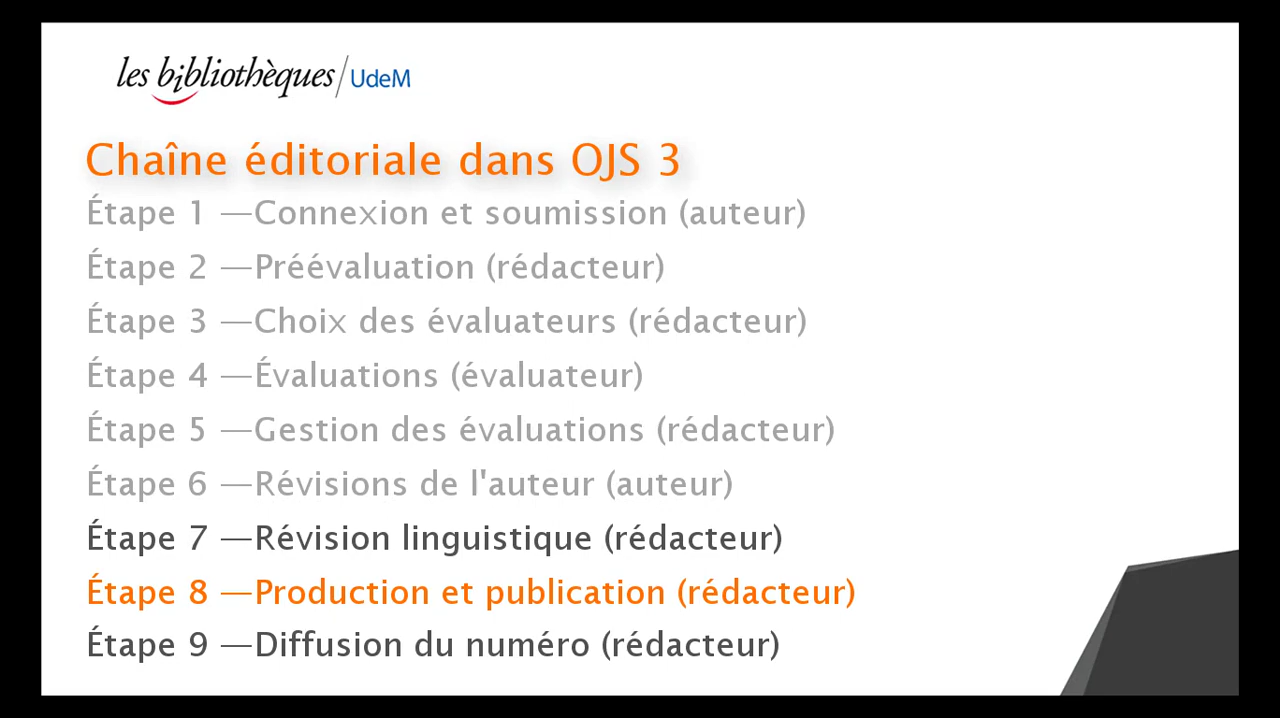 les bibliothèques/UdeM
Chaîne éditoriale dans OJS 3
Étape 1 —Connexion et soumission (auteur)
Étape 2 —Préévaluation (rédacteur)
Étape 3 —Choix des évaluateurs (rédacteur)
Étape 4 —Évaluations (évaluateur)
Étape 5 —Gestion des évaluations (rédacteur)
Étape 6 —Révisions de l'auteur (auteur)
Étape 7 —Révision linguistique (rédacteur)
Étape 8 —Production et publication (rédacteur)
Étape 9 —Diffusion du numéro (rédacteur)